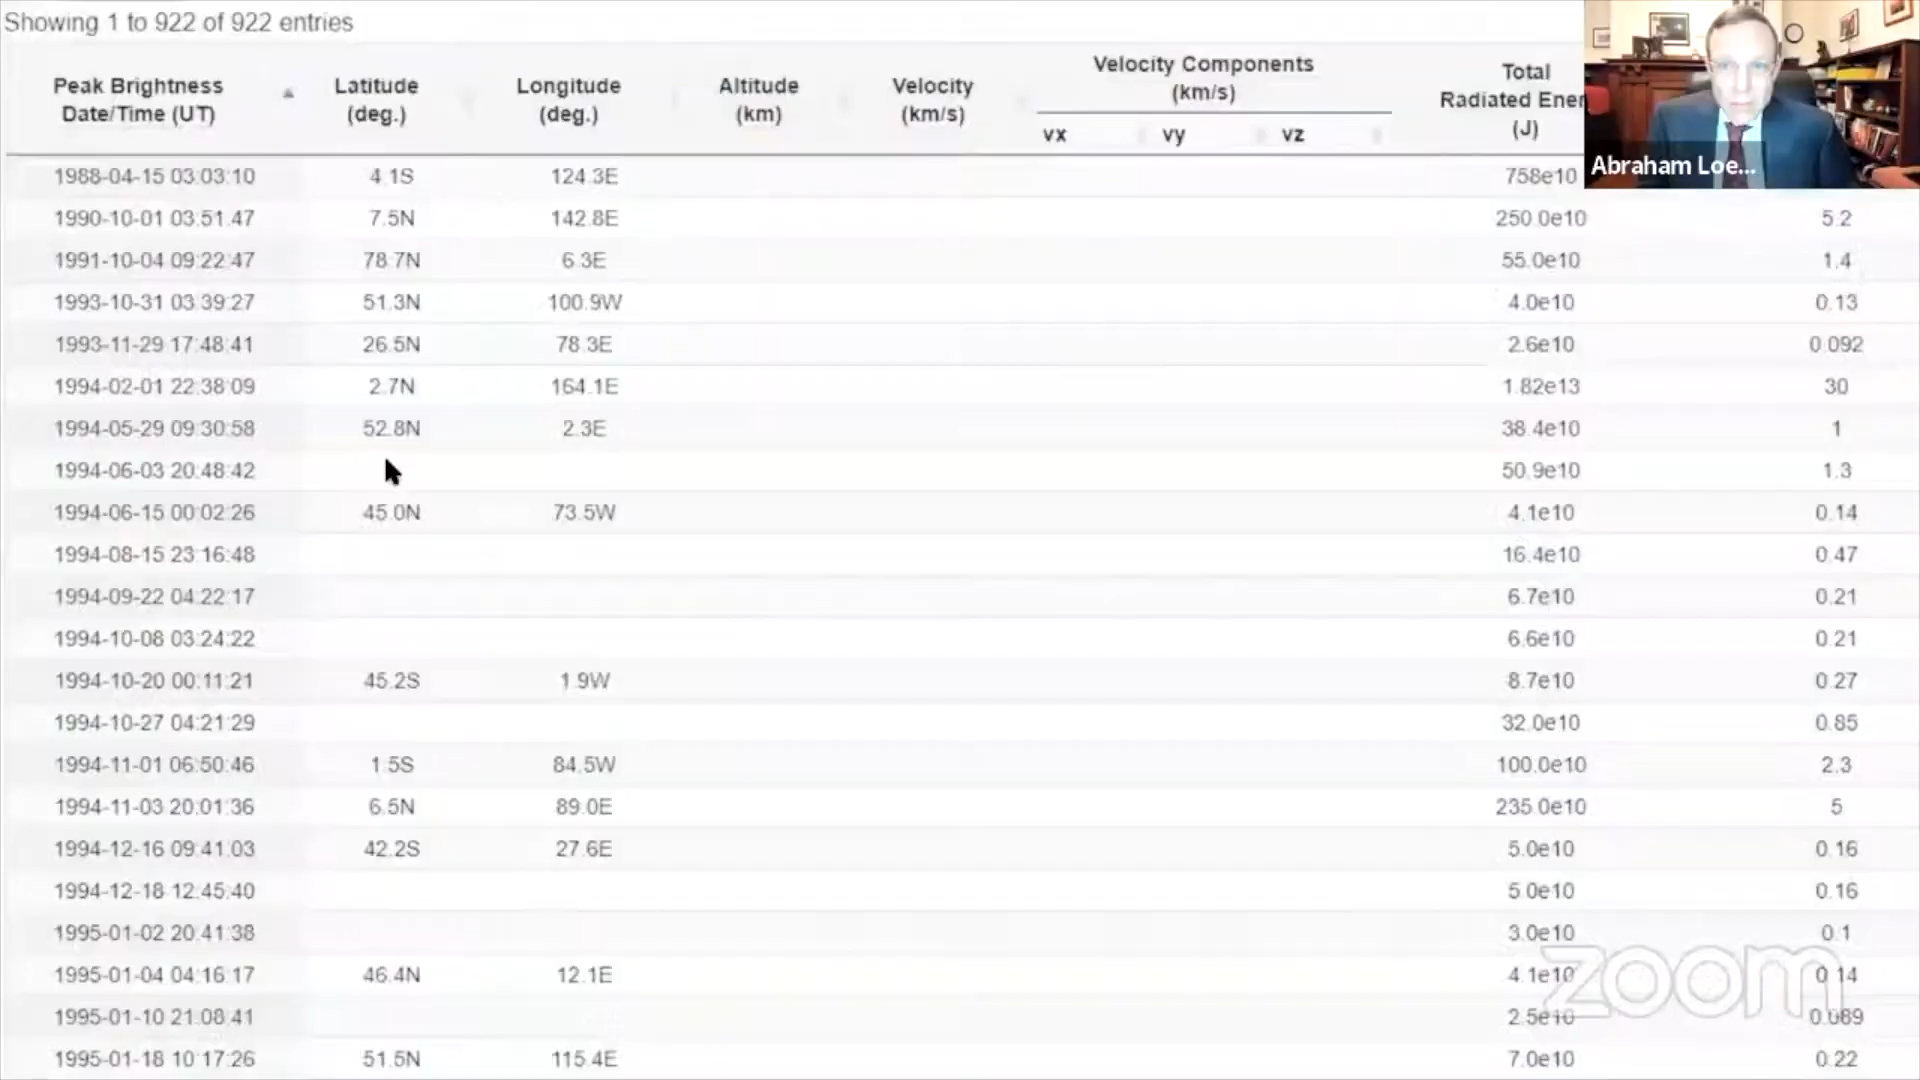 Showing 1 to 922 of 922 entries
Peak Brightness Date/Time (UT) Latitude (deg.) Longitude (deg.) Altitude (km) Velocity (km/s) Velocity Components (km/s) vx vy vz Total Radiated Ener (J)
Abraham Loe...
1988-04-15 03:03:10 4.1S 124.3E 758e10
1990-10-01 03:51:47 7.5N 142.8E 250.0e10 5.2
1991-10-04 09:22:47 78.7N 6.3E 55.0e10 1.4
1993-10-31 03:39:27 51.3N 100.9W 4.0e10 0.13
1993-11-29 17:48:41 26.5N 78.3E 2.6e10 0.092
1994-02-01 22:38:09 2.7N 164.1E 1.82e13 30
1994-05-29 09:30:58 52.8N 2.3E 38.4e10 1
1994-06-03 20:48:42 50.9e10 1.3
1994-06-15 00:02:26 45.0N 73.5W 4.1e10 0.14
1994-08-15 23:16:48 16.4e10 0.47
1994-09-22 04:22:17 6.7e10 0.21
1994-10-08 03:24:22 6.6e10 0.21
1994-10-20 00:11:21 45.2S 1.9W 8.7e10 0.27
1994-10-27 04:21:29 32.0e10 0.85
1994-11-01 06:50:46 1.5S 84.5W 100.0e10 2.3
1994-11-03 20:01:36 6.5N 89.0E 235.0e10 5
1994-12-16 09:41:03 42.2S 27.6E 5.0e10 0.16
1994-12-18 12:45:40 5.0e10 0.16
1995-01-02 20:41:38 3.0e10 0.1
1995-01-04 04:16:17 46.4N 12.1E 4.1e10 0.14
1995-01-10 21:08:41 2.5e10 0.089
1995-01-18 10:17:26 51.5N 115.4E 7.0e10 0.22
zoom